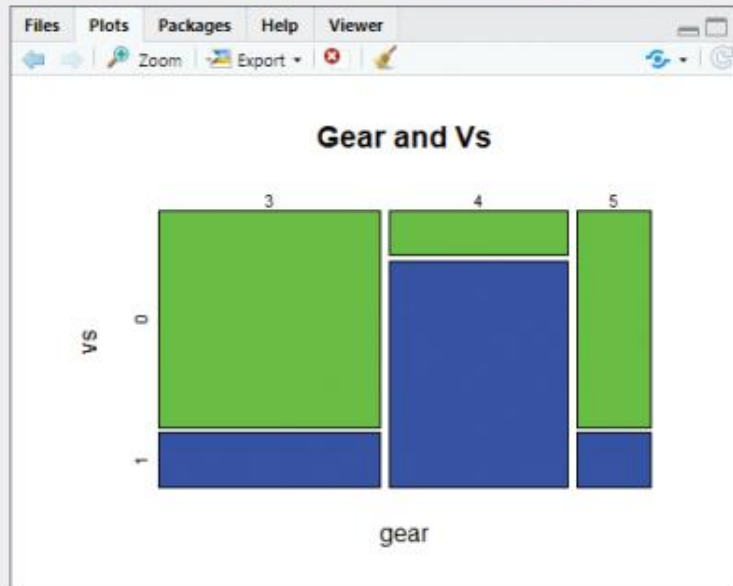 Files Plots Packages Help Viewer
Zoom Export
Gear and Vs
3 4 5
vs
0
1
gear